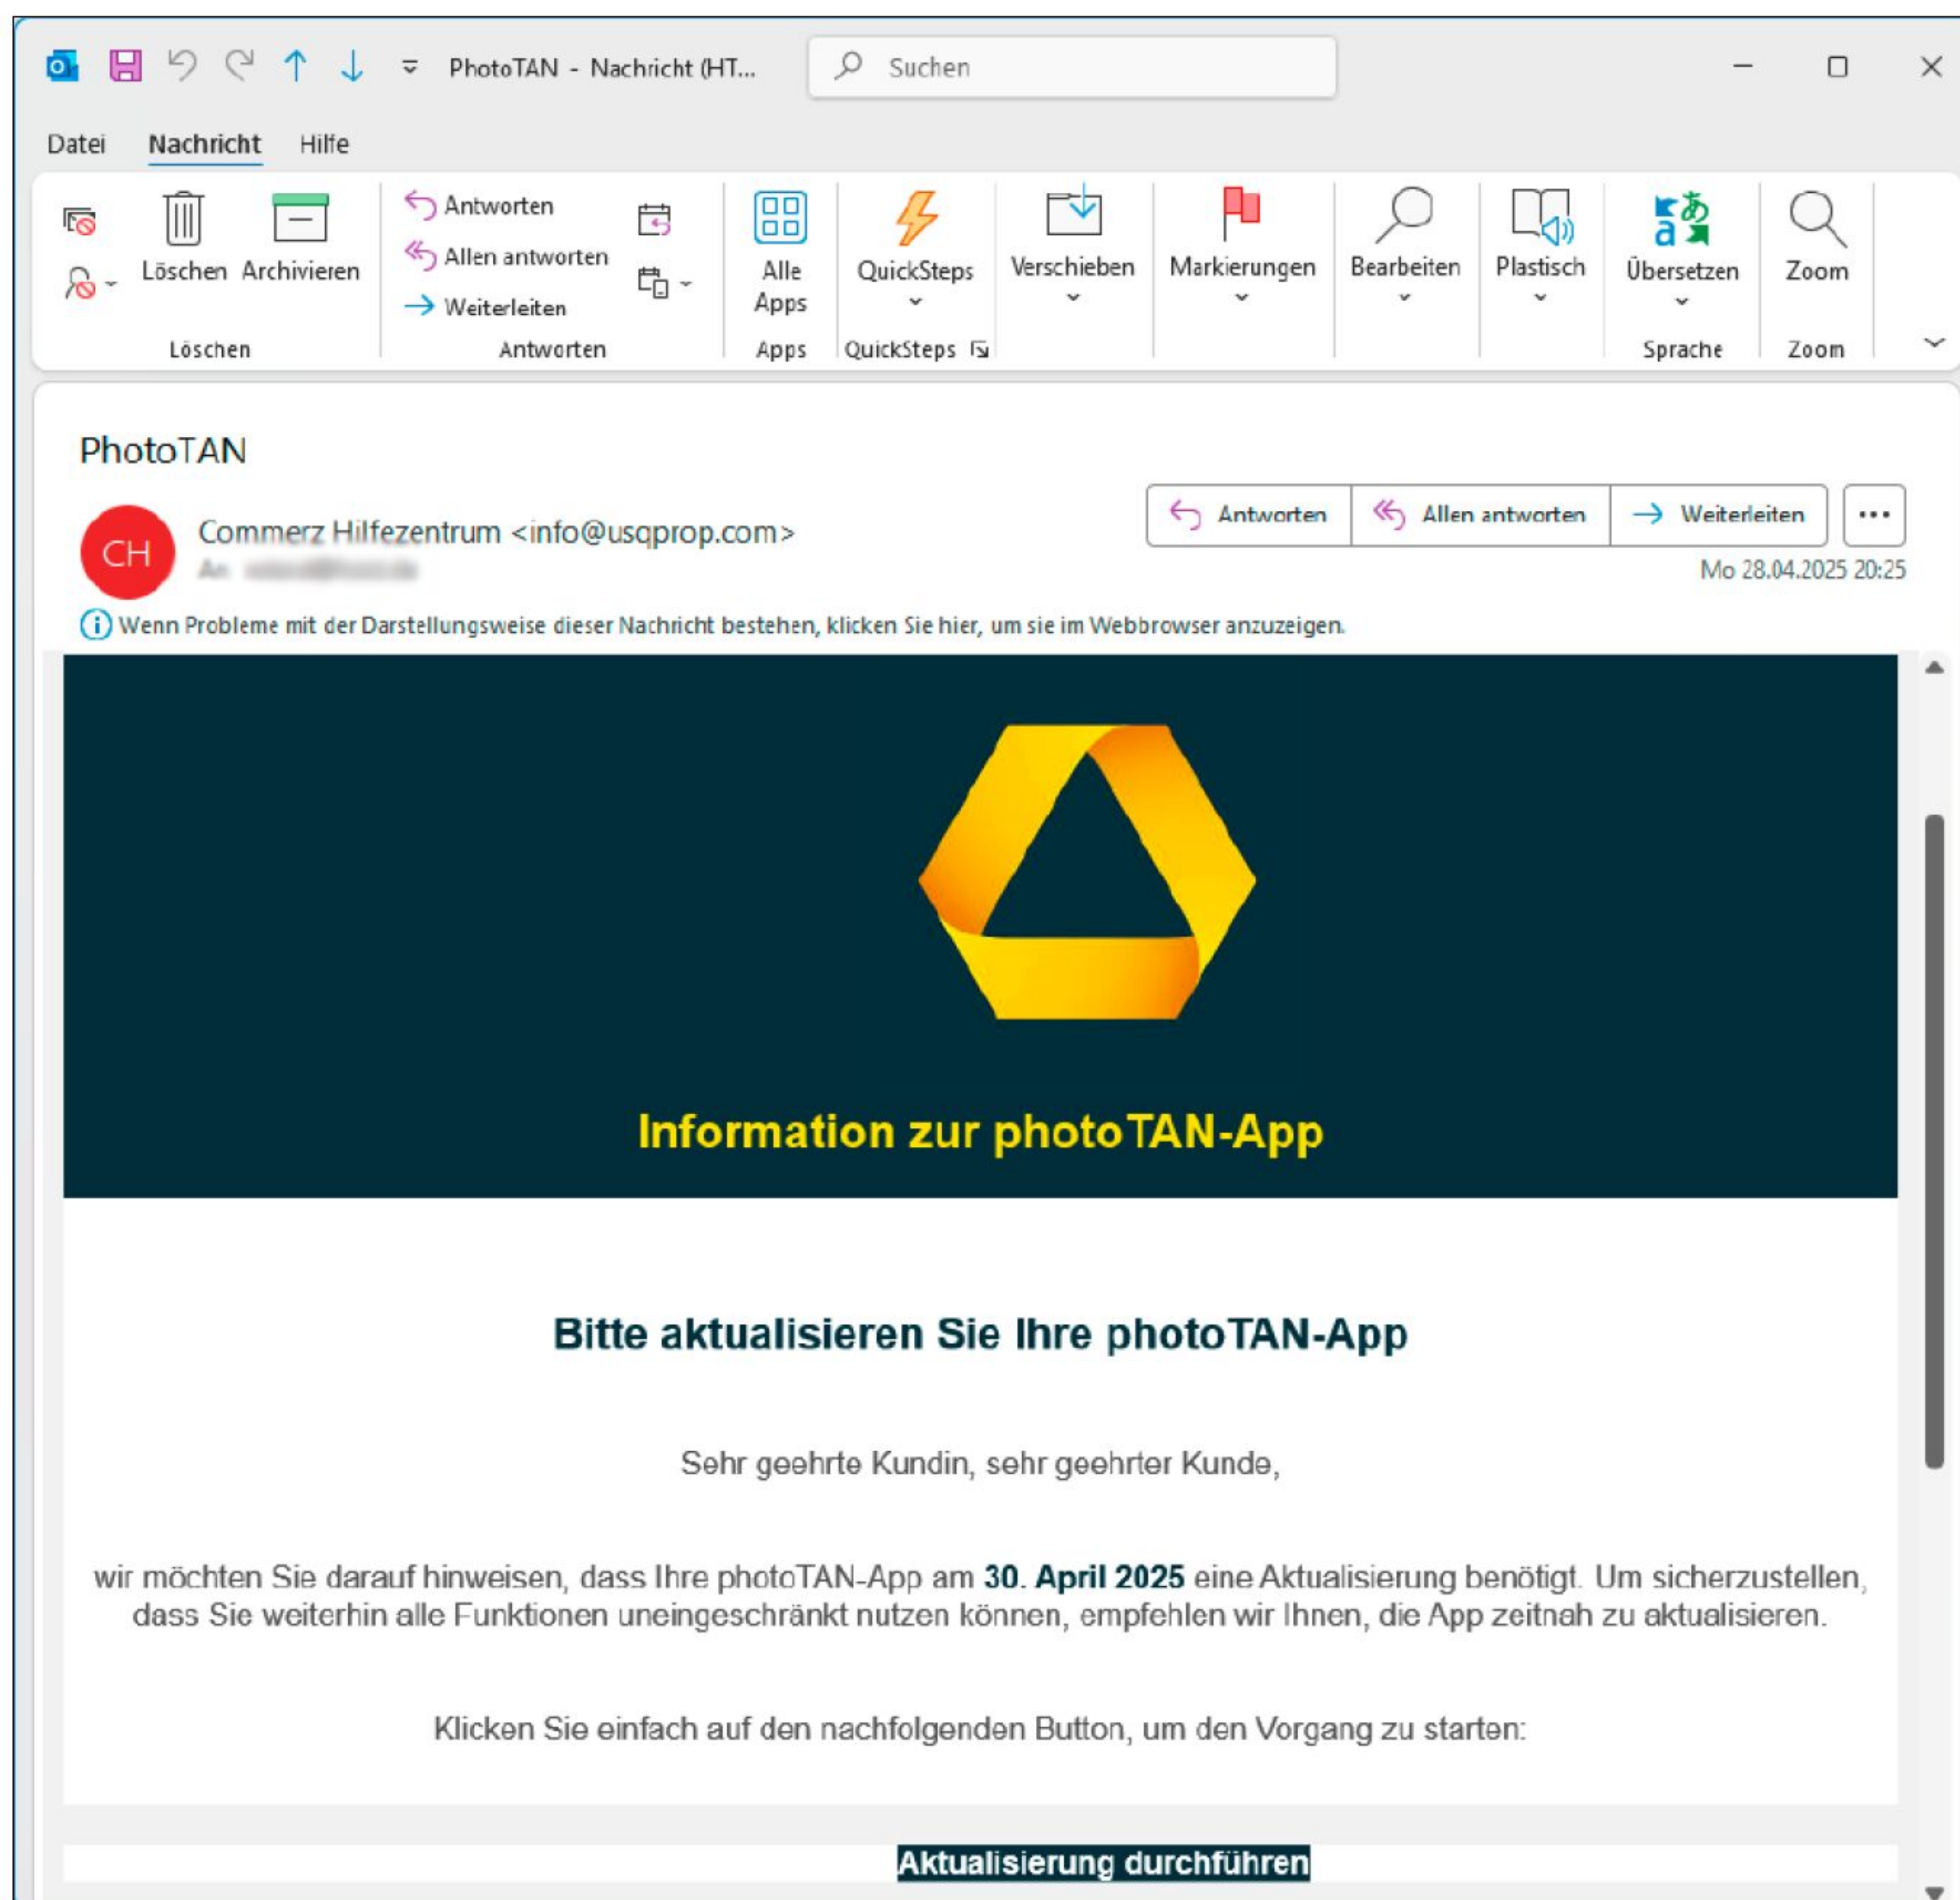 PhotoTAN - Nachricht (HT...
Suchen
Datei Nachricht Hilfe
Löschen Archivieren
Löschen
Antworten
Allen antworten
Weiterleiten
Antworten
Alle Apps
Apps
QuickSteps
QuickSteps
Verschieben
Markierungen
Bearbeiten
Plastisch
Übersetzen
Sprache
Zoom
Zoom
PhotoTAN
CH
Commerz Hilfezentrum <info@usqprop.com>
An
Antworten Allen antworten Weiterleiten ...
Mo 28.04.2025 20:25
Wenn Probleme mit der Darstellungsweise dieser Nachricht bestehen, klicken Sie hier, um sie im Webbrowser anzuzeigen.
Information zur photoTAN-App
Bitte aktualisieren Sie Ihre photoTAN-App
Sehr geehrte Kundin, sehr geehrter Kunde,
wir möchten Sie darauf hinweisen, dass Ihre photoTAN-App am 30. April 2025 eine Aktualisierung benötigt. Um sicherzustellen,
dass Sie weiterhin alle Funktionen uneingeschränkt nutzen können, empfehlen wir Ihnen, die App zeitnah zu aktualisieren.
Klicken Sie einfach auf den nachfolgenden Button, um den Vorgang zu starten:
Aktualisierung durchführen